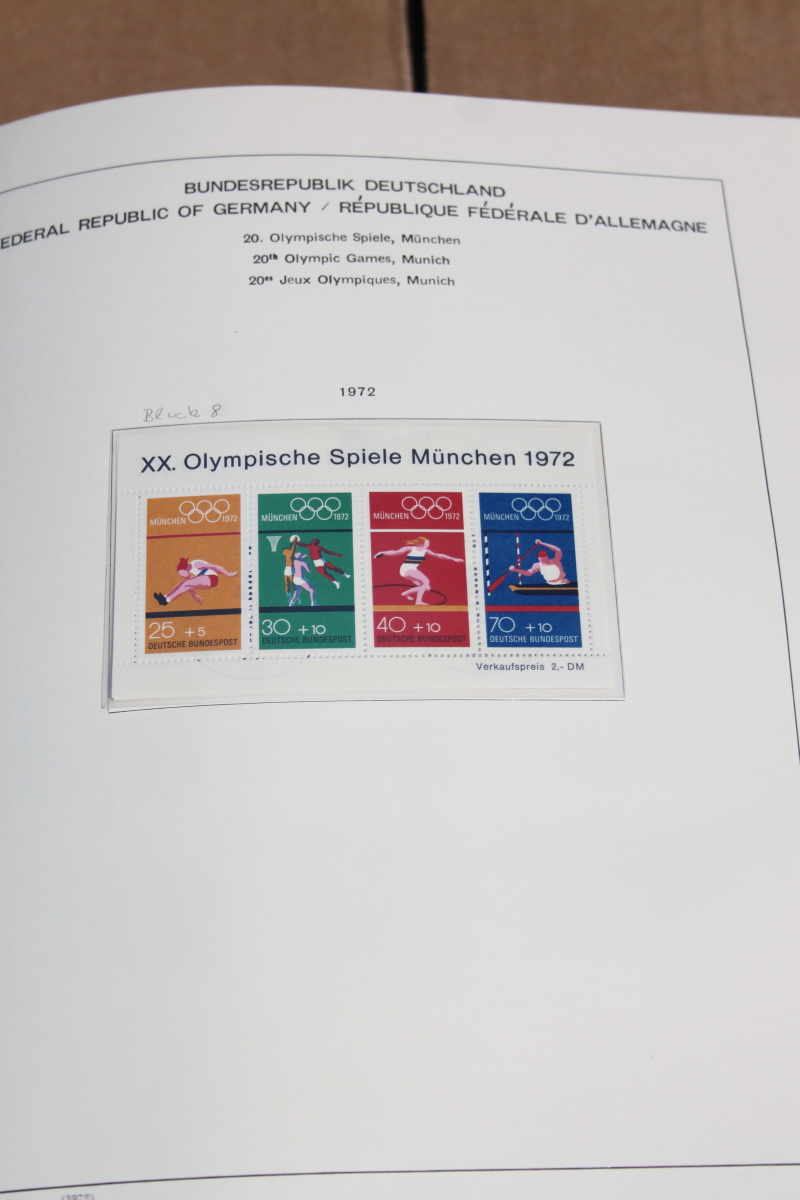 BUNDESREPUBLIK DEUTSCHLAND
EDERAL REPUBLIC OF GERMANY / RÉPUBLIQUE FÉDÉRALE D'ALLEMAGNE
20. Olympische Spiele, München
20th Olympic Games, Munich
20es Jeux Olympiques, Munich
1972
Block 8
XX. Olympische Spiele München 1972
MÜNCHEN 1972
25 +5
DEUTSCHE BUNDESPOST
MÜNCHEN 1972
30 +10
DEUTSCHE BUNDESPOST
MÜNCHEN 1972
40 +10
DEUTSCHE BUNDESPOST
MÜNCHEN 1972
70 +10
DEUTSCHE BUNDESPOST
Verkaufspreis 2,- DM